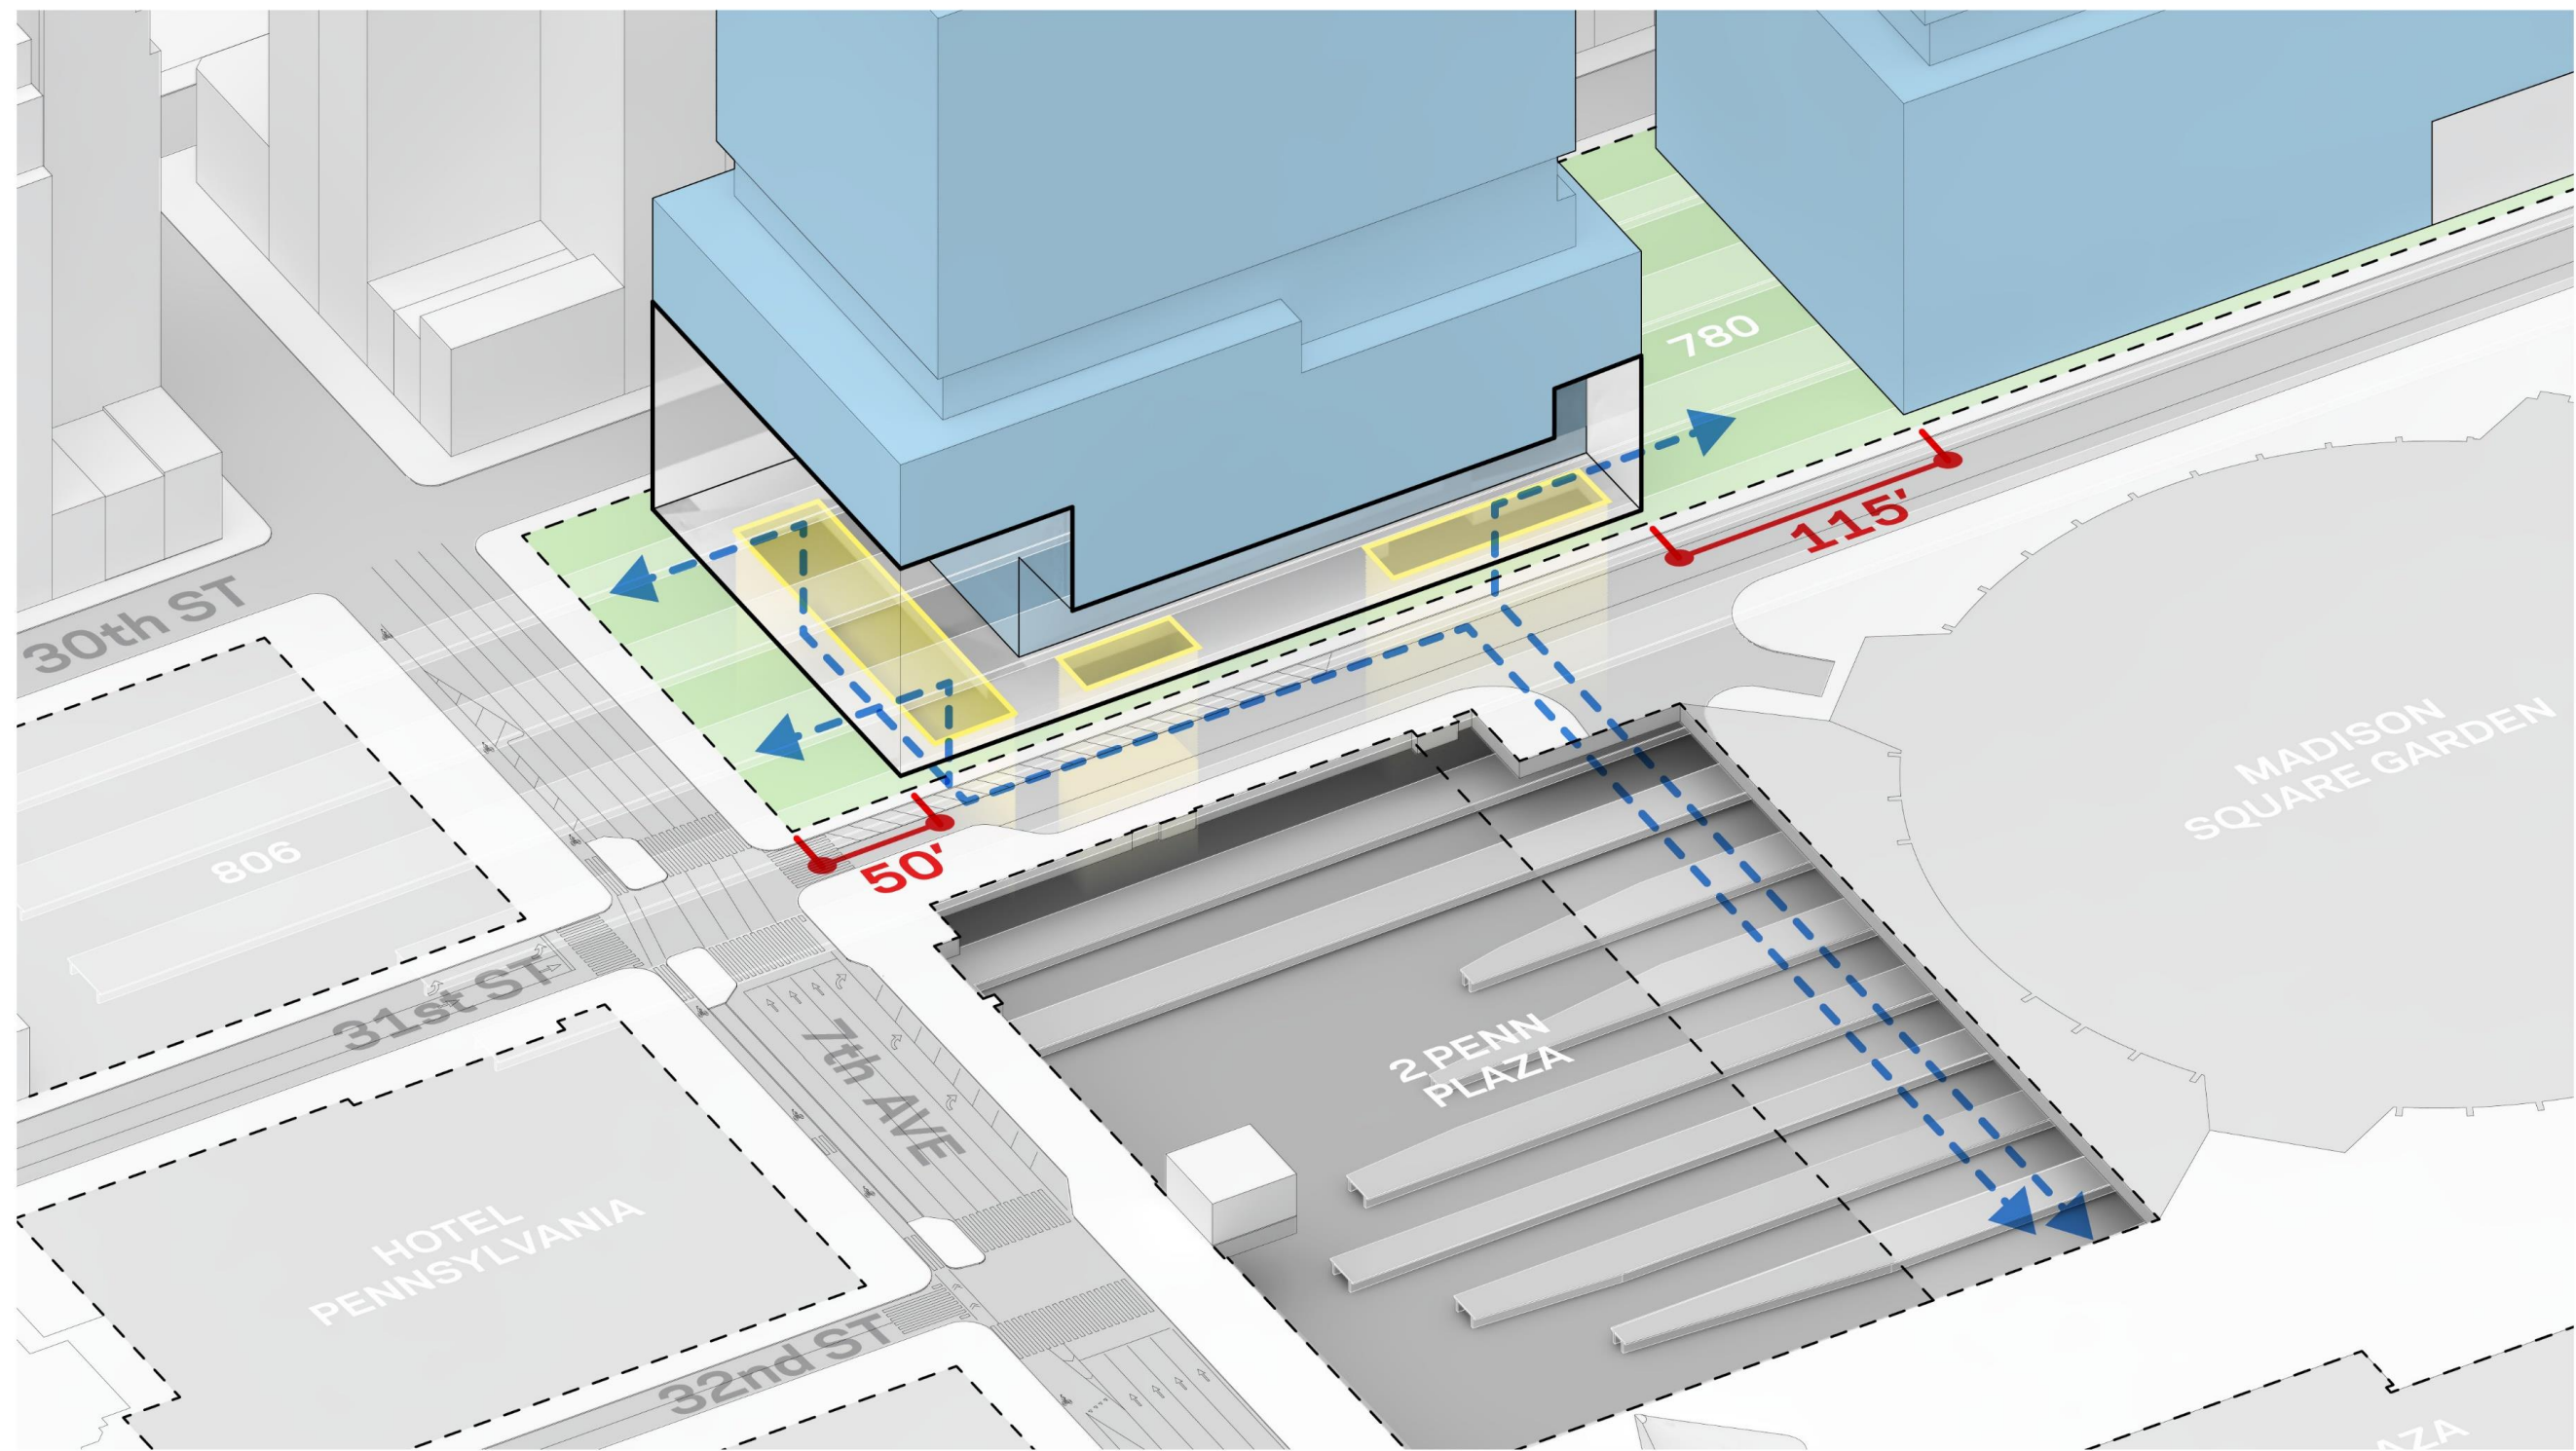 780
115'
30th ST
MADISON
SQUARE GARDEN
50'
806
31st ST
7th AVE
2 PENN
PLAZA
HOTEL
PENNSYLVANIA
32nd ST